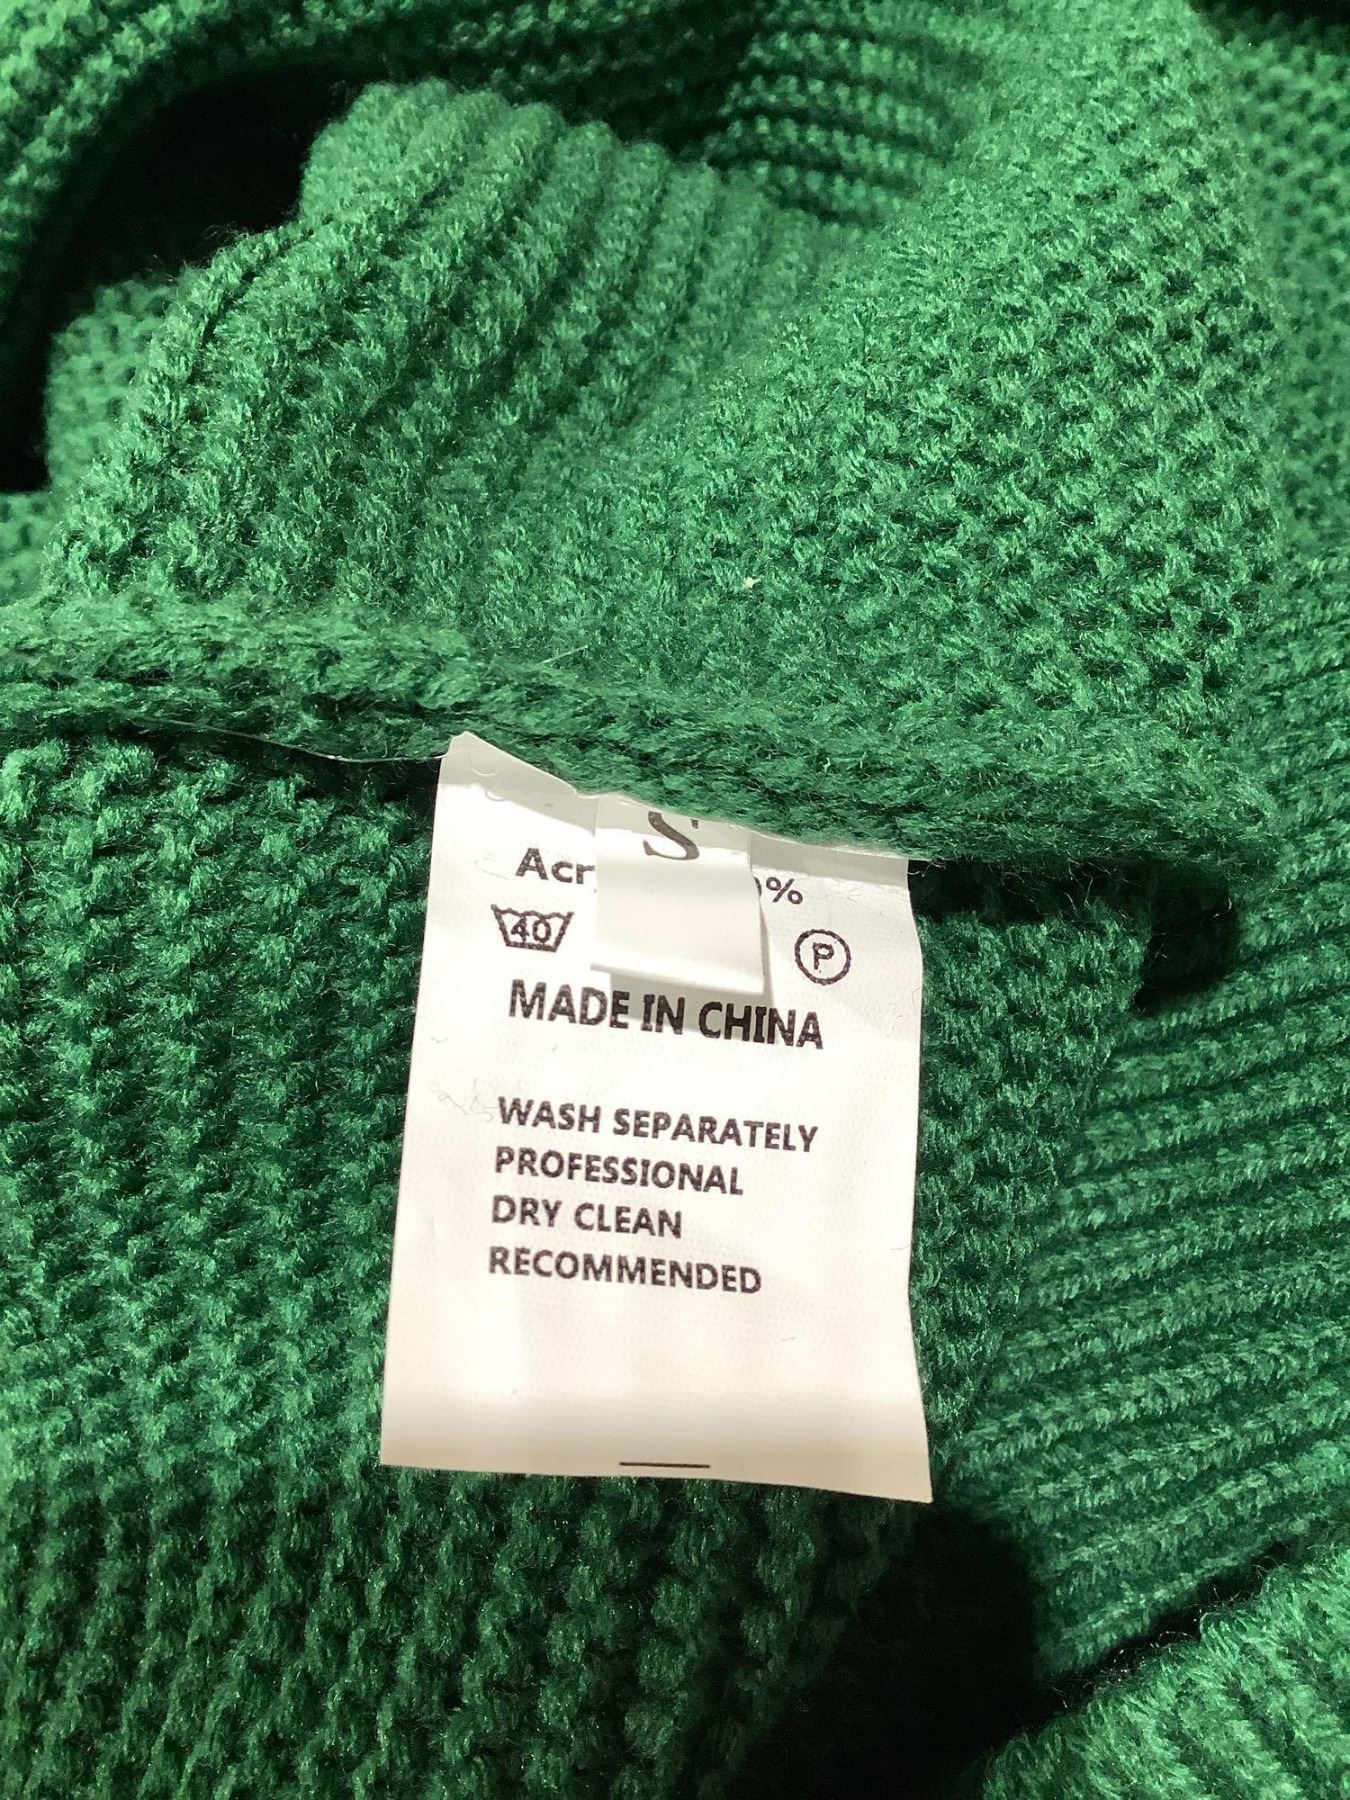 S
Acr
%
40
P
MADE IN CHINA
WASH SEPARATELY
PROFESSIONAL
DRY CLEAN
RECOMMENDED